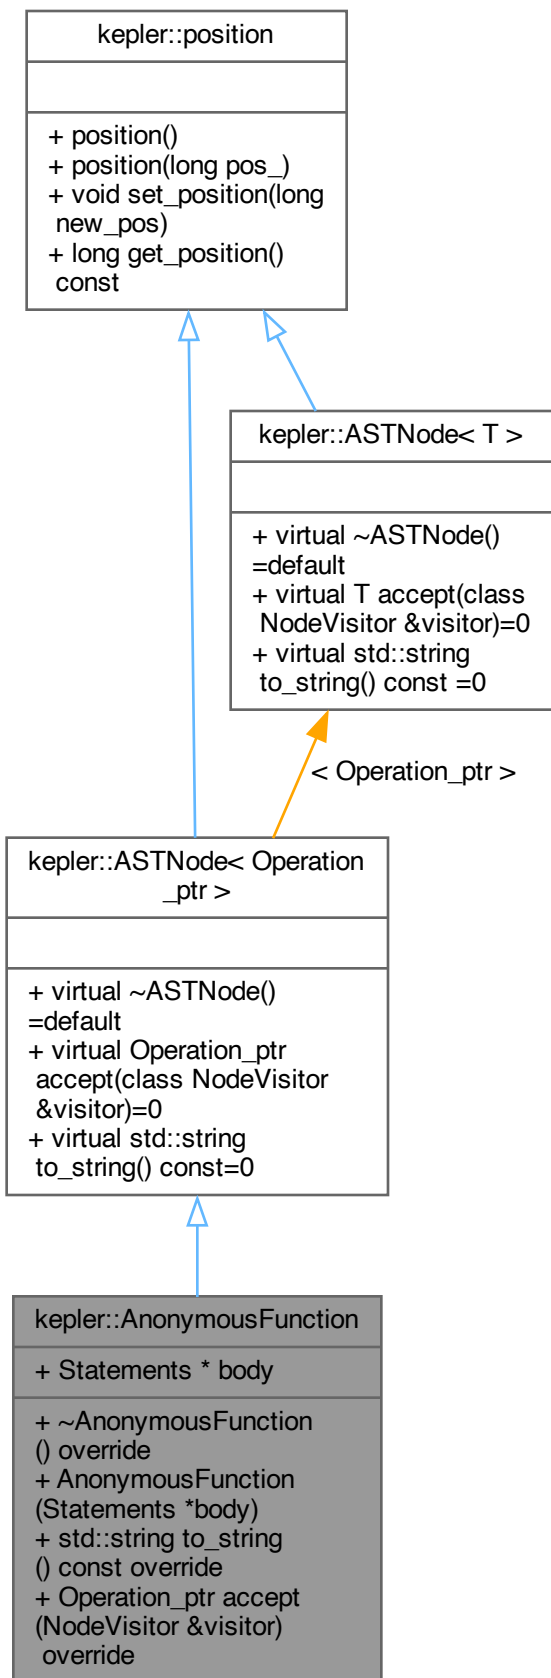 kepler::position
+ position()
+ position(long pos_)
+ void set_position(long
new_pos)
+ long get_position()
const
kepler::ASTNode< T >
+ virtual ~ASTNode()
=default
+ virtual T accept(class
NodeVisitor &visitor)=0
+ virtual std::string
to_string() const =0
< Operation_ptr >
kepler::ASTNode< Operation
_ptr >
+ virtual ~ASTNode()
=default
+ virtual Operation_ptr
accept(class NodeVisitor
&visitor)=0
+ virtual std::string
to_string() const=0
kepler::AnonymousFunction
+ Statements * body
+ ~AnonymousFunction
() override
+ AnonymousFunction
(Statements *body)
+ std::string to_string
() const override
+ Operation_ptr accept
(NodeVisitor &visitor)
override